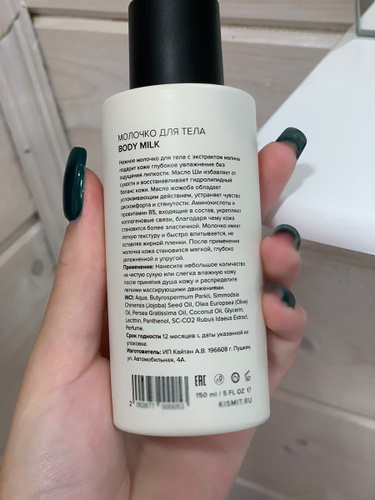 МОЛОЧКО ДЛЯ ТЕЛА
BODY MILK
Нежное молочко для тела с экстрактом малины
дарит коже глубокое увлажнение без
ощущения липкости. Масло Ши избавляет от
сухости и восстанавливает гидролипидный
баланс кожи. Масло жожоба обладает
успокаивающим действием, устраняет чувство
дискомфорта и стянутости. Аминокислоты и
провитамин В5, входящие в состав, укрепляют
коллагеновые связи, благодаря чему кожа
становится более эластичной. Молочко имеет
легкую текстуру и быстро впитывается, не
оставляя жирной пленки. После применения
молочка кожа становится мягкой, глубоко
увлажненной и упругой.
Применение: Нанесите небольшое количество
на чистую сухую или слегка влажную кожу
после принятия душа и распределите
легкими массирующими движениями.
INCI: Aqua, Butyrospermum Parkii, Simmodsia
Chinensis (Jojoba) Seed Oil, Olea Europaea (Olive)
Oil, Persea Gratissima Oil, Coconut Oil, Glycerin,
Lecithin, Panthenol, SC-CO2 Rubus Idaeus Extract,
Perfume.
Срок годности 12 месяцев с даты указанной на
упаковке.
Изготовитель: ИП Кайтан А.В. 196608 г. Пушкин,
ул. Автомобильная, 4А.
EAC
150 ml / 5 FL OZ e
KISMIT.RU